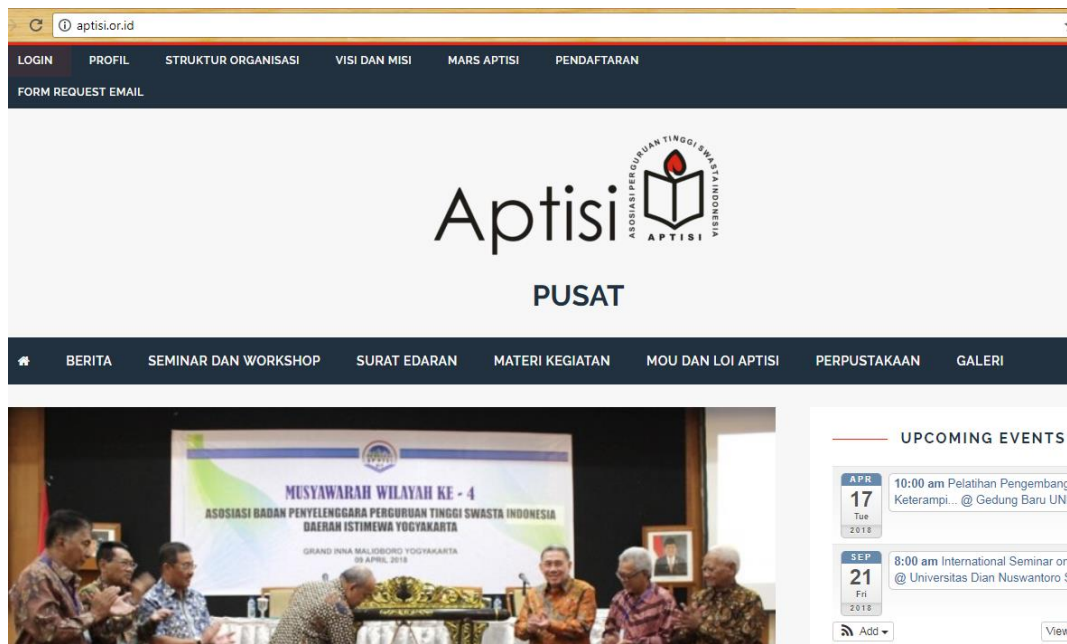 aptisi.or.id
LOGIN PROFIL STRUKTUR ORGANISASI VISI DAN MISI MARS APTISI PENDAFTARAN
FORM REQUEST EMAIL
Aptisi
ASOSIASI PERGURUAN TINGGI SWASTA INDONESIA
APTISI
PUSAT
BERITA SEMINAR DAN WORKSHOP SURAT EDARAN MATERI KEGIATAN MOU DAN LOI APTISI PERPUSTAKAAN GALERI
MUSYAWARAH WILAYAH KE - 4
ASOSIASI BADAN PENYELENGGARA PERGURUAN TINGGI SWASTA INDONESIA
DAERAH ISTIMEWA YOGYAKARTA
GRAND INNA MALIOBORO YOGYAKARTA
09 APRIL 2018
UPCOMING EVENTS
APR
17
Tue
2018
10:00 am Pelatihan Pengembang
Keterampi... @ Gedung Baru UN
SEP
21
Fri
2018
8:00 am International Seminar on
@ Universitas Dian Nuswantoro S
Add
View